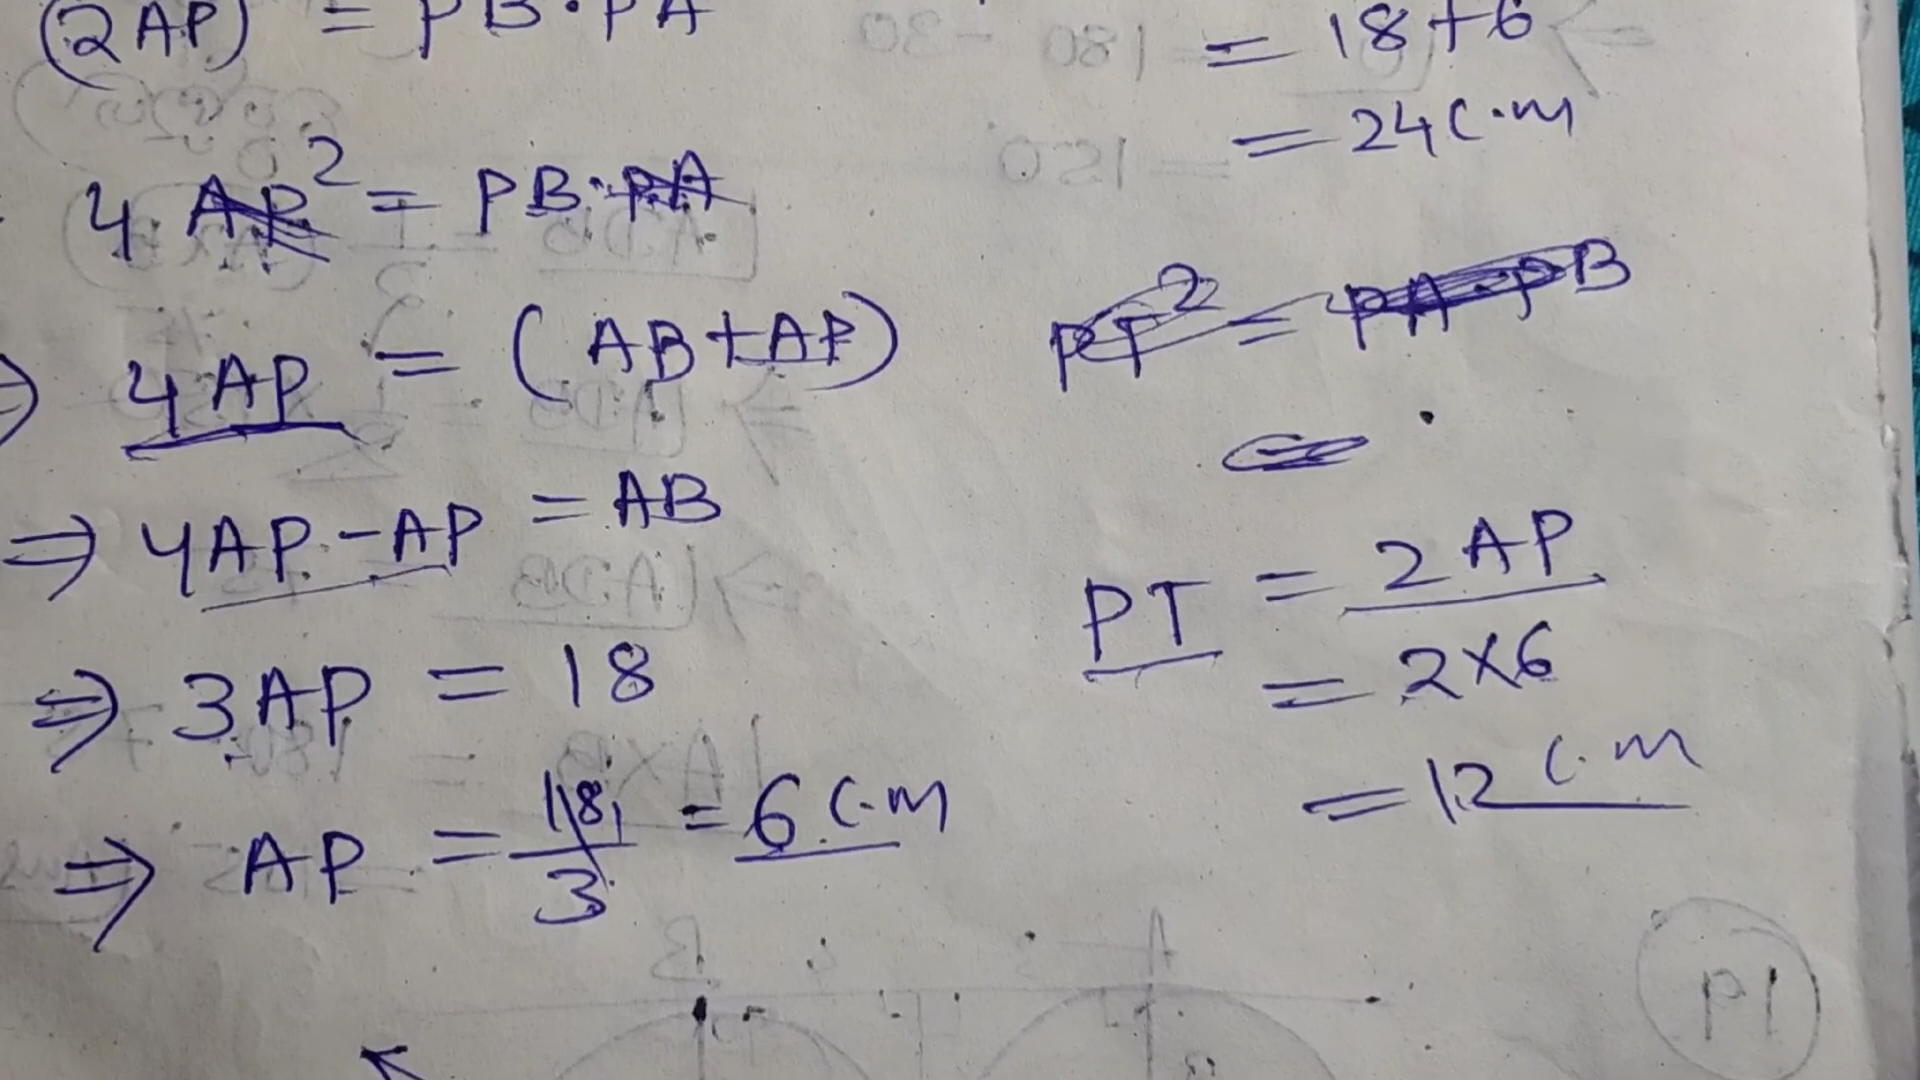 (2AP) = PB·PA
4 AP² = PB·PA
⇒ 4AP = (AB+AP)
⇒ 4AP - AP = AB
⇒ 3AP = 18
⇒ AP = 18/3 = 6 C·M
= 18+6
= 24 C·M
PT² = PA·PB
PT = 2AP
= 2×6
= 12 C·M
P1